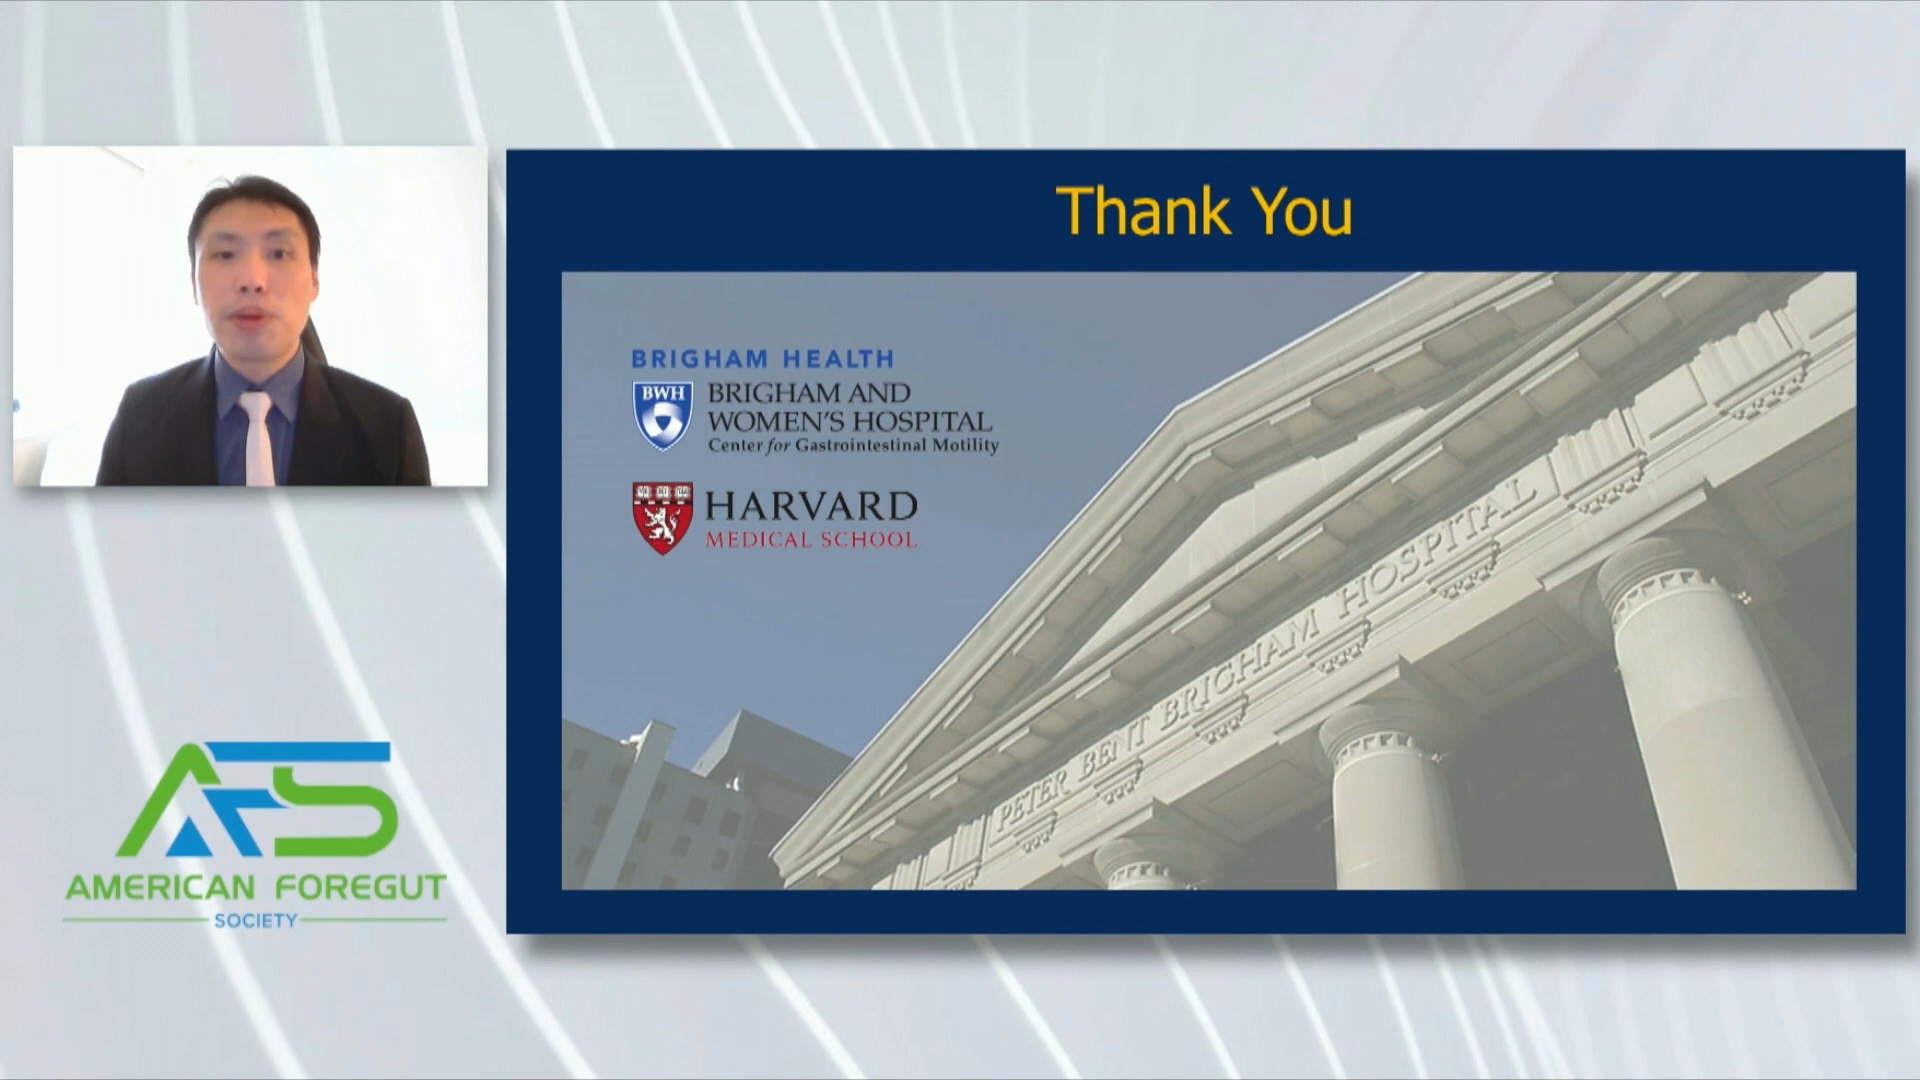 Thank You
BRIGHAM HEALTH
BWH
BRIGHAM AND
WOMEN'S HOSPITAL
Center for Gastrointestinal Motility
HARVARD
MEDICAL SCHOOL
PETER BENT BRIGHAM HOSPITAL
AFS
AMERICAN FOREGUT
SOCIETY